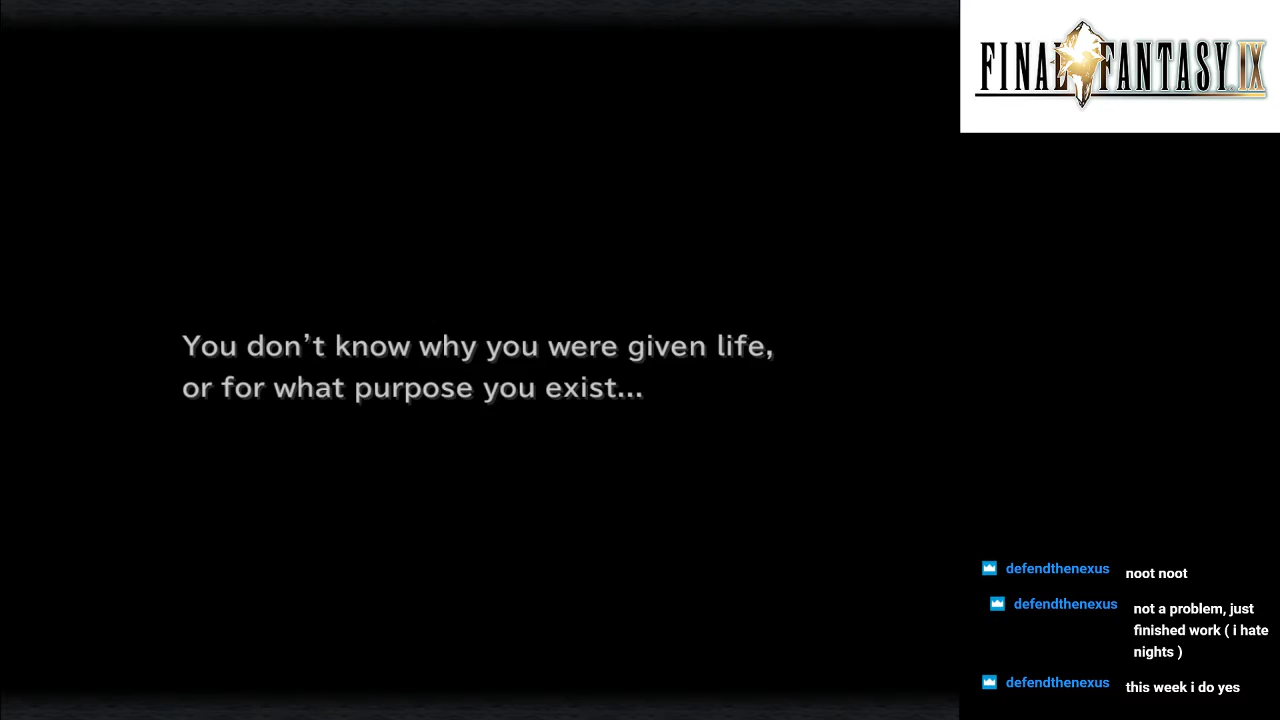 FINAL FANTASY IX
You don't know why you were given life,
or for what purpose you exist...
defendthenexus noot noot
defendthenexus not a problem, just
finished work ( i hate
nights )
defendthenexus this week i do yes